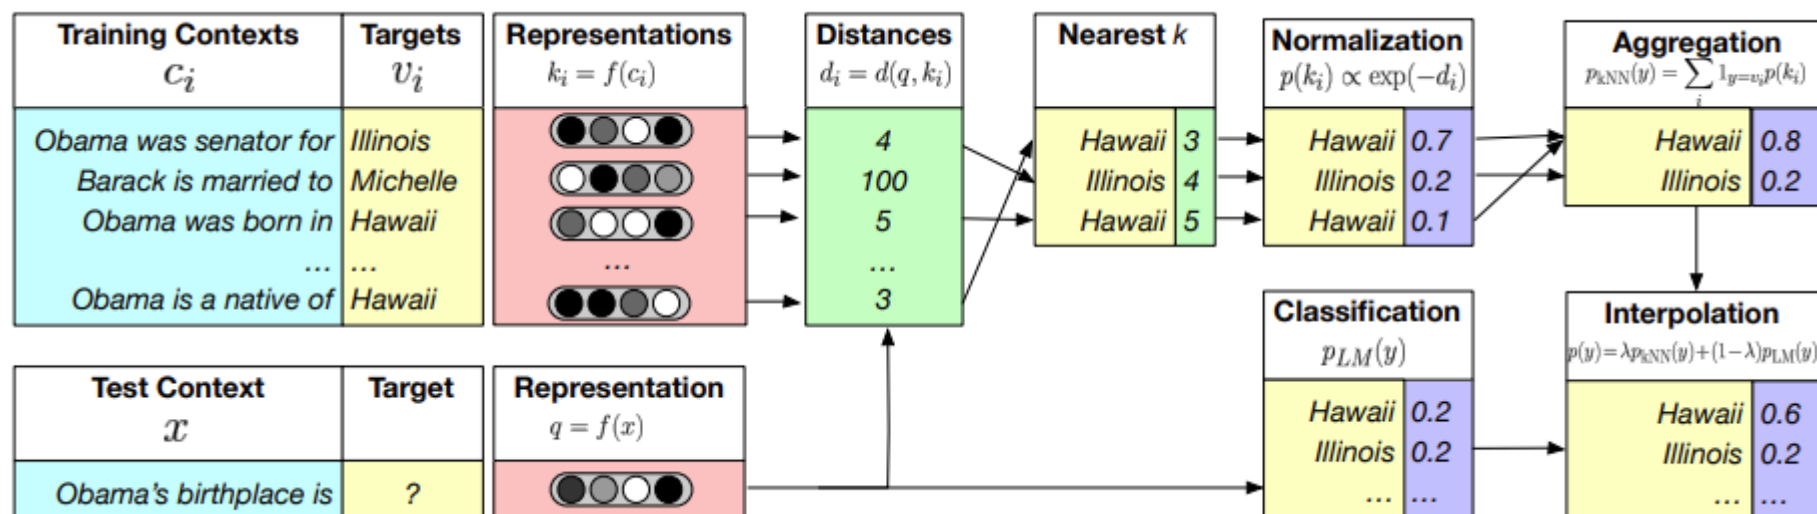 Training Contexts
Targets
Representations
Distances
Nearest k
Normalization
Aggregation
c_i
v_i
k_i = f(c_i)
d_i = d(q, k_i)
p(k_i) ∝ exp(−d_i)
p_kNN(y) = ∑_i 1_{y=v_i} p(k_i)
Obama was senator for Illinois
Barack is married to Michelle
Obama was born in Hawaii
... ...
Obama is a native of Hawaii
...
4
100
5
...
3
Hawaii 3
Illinois 4
Hawaii 5
Hawaii 0.7
Illinois 0.2
Hawaii 0.1
Hawaii 0.8
Illinois 0.2
Test Context
Target
Representation
x
q = f(x)
Obama's birthplace is ?
Classification
p_LM(y)
Hawaii 0.2
Illinois 0.2
... ...
Interpolation
p(y) = λp_kNN(y) + (1−λ)p_LM(y)
Hawaii 0.6
Illinois 0.2
... ...